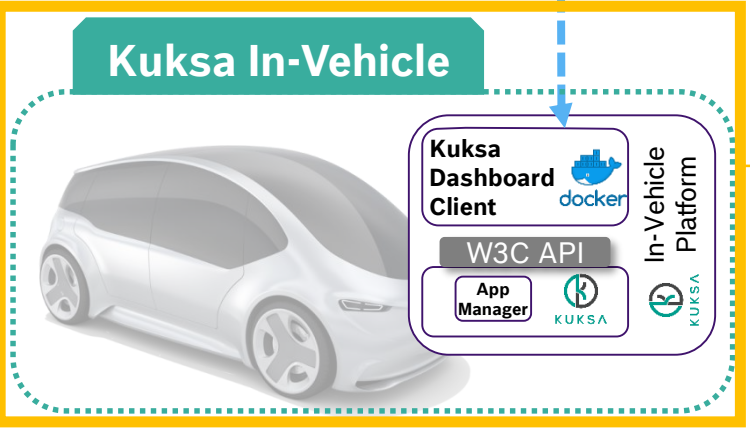 Kuksa In-Vehicle
Kuksa
Dashboard
Client
docker
W3C API
App
Manager
KUKSA
In-Vehicle
Platform
KUKSA